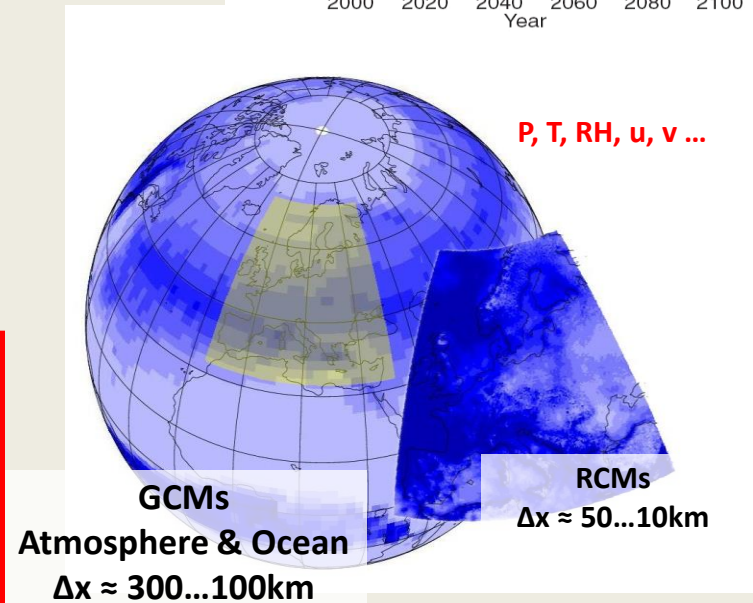 2000 2020 2040 2060 2080 2100
Year
P, T, RH, u, v ...
RCMs
Δx ≈ 50...10km
GCMs
Atmosphere & Ocean
Δx ≈ 300...100km